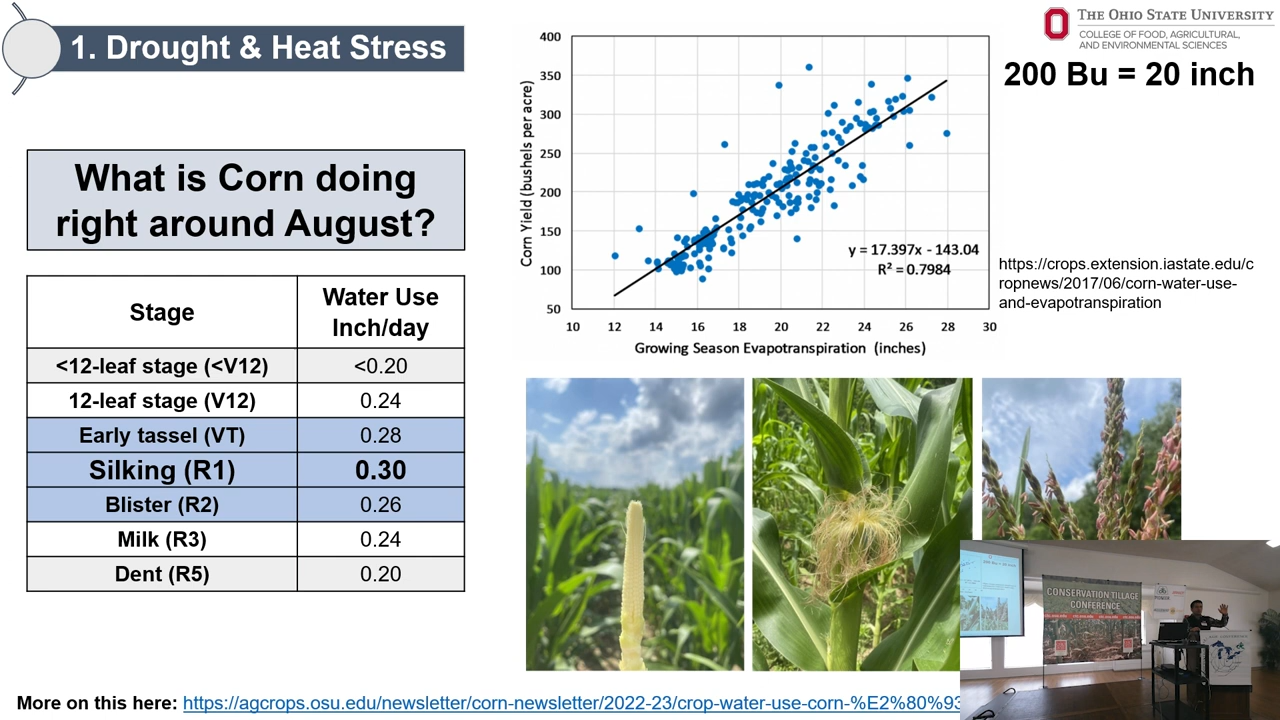 1. Drought & Heat Stress
THE OHIO STATE UNIVERSITY
COLLEGE OF FOOD, AGRICULTURAL,
AND ENVIRONMENTAL SCIENCES
200 Bu = 20 inch
What is Corn doing
right around August?
Stage
Water Use
Inch/day
<12-leaf stage (<V12) <0.20
12-leaf stage (V12) 0.24
Early tassel (VT) 0.28
Silking (R1) 0.30
Blister (R2) 0.26
Milk (R3) 0.24
Dent (R5) 0.20
Corn Yield (bushels per acre)
400
350
300
250
200
150
100
50
10 12 14 16 18 20 22 24 26 28 30
Growing Season Evapotranspiration (inches)
y = 17.397x - 143.04
R² = 0.7984
https://crops.extension.iastate.edu/c
ropnews/2017/06/corn-water-use-
and-evapotranspiration
CONSERVATION TILLAGE
CONFERENCE
More on this here: https://agcrops.osu.edu/newsletter/corn-newsletter/2022-23/crop-water-use-corn-%E2%80%93